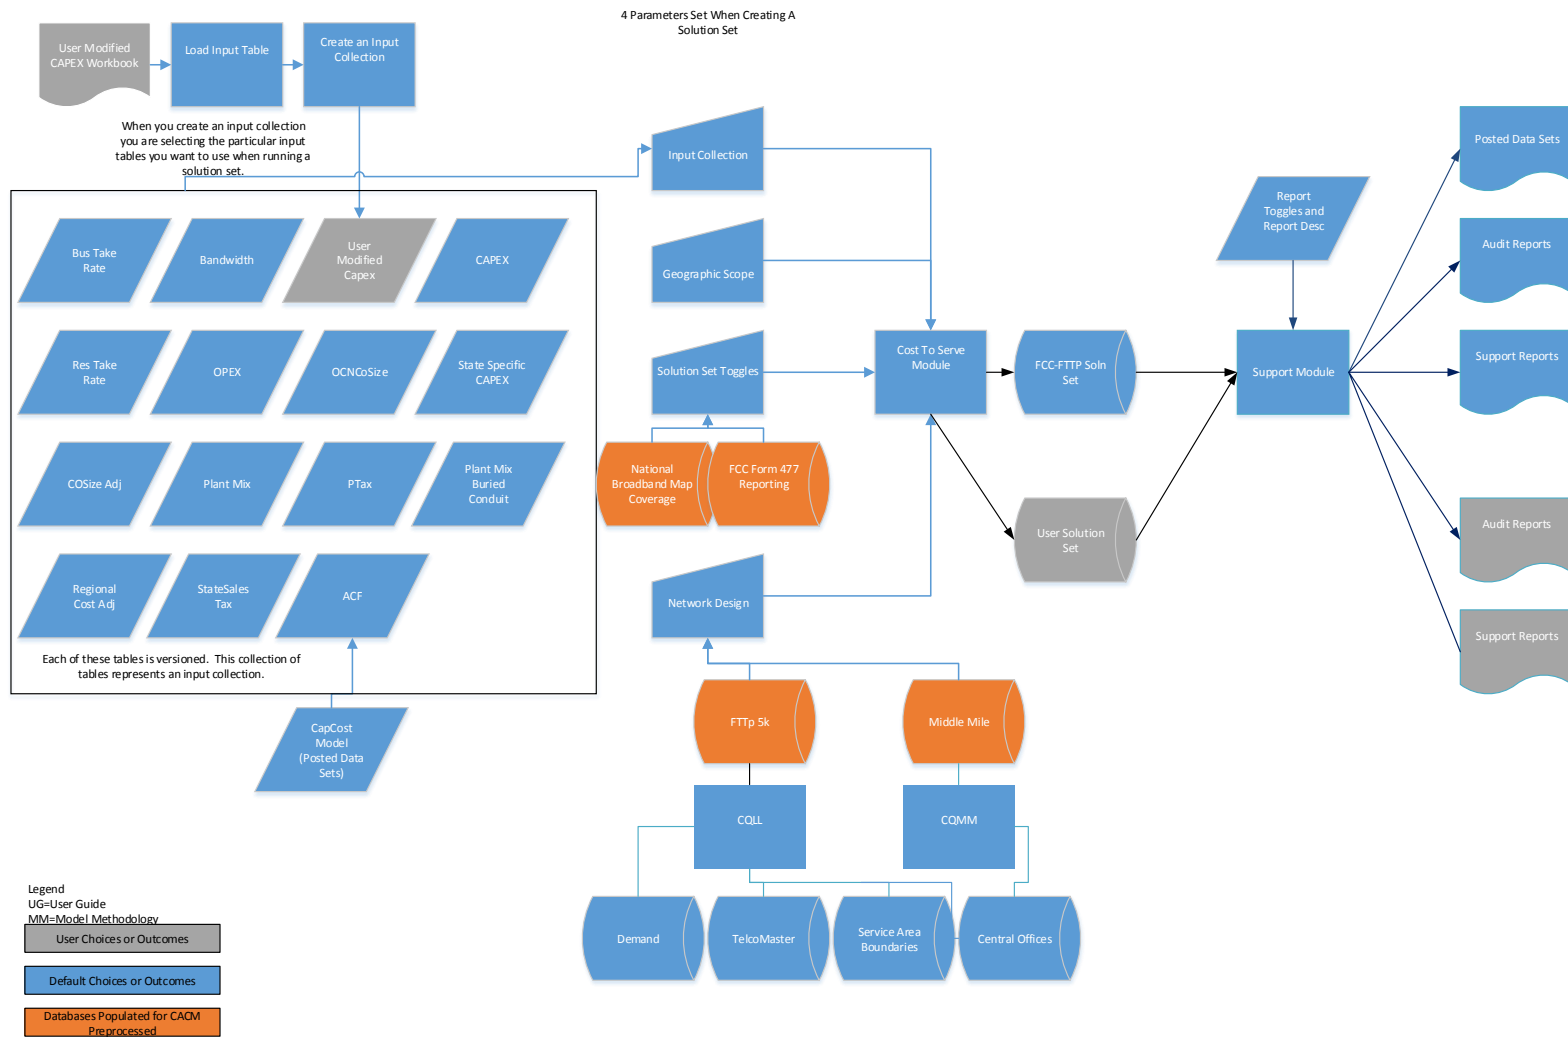 4 Parameters Set When Creating A
Solution Set
User Modified
CAPEX Workbook
Load Input Table
Create an Input
Collection
When you create an input collection
you are selecting the particular input
tables you want to use when running a
solution set.
Input Collection
Geographic Scope
Solution Set Toggles
National
Broadband Map
Coverage
FCC Form 477
Reporting
Network Design
Bus Take
Rate
Bandwidth
User
Modified
Capex
CAPEX
Res Take
Rate
OPEX
OCNCoSize
State Specific
CAPEX
COSize Adj
Plant Mix
PTax
Plant Mix
Buried
Conduit
Regional
Cost Adj
StateSales
Tax
ACF
Each of these tables is versioned.  This collection of
tables represents an input collection.
CapCost
Model
(Posted Data
Sets)
Cost To Serve
Module
FCC-FTTP Soln
Set
User Solution
Set
Report
Toggles and
Report Desc
Support Module
Posted Data Sets
Audit Reports
Support Reports
Audit Reports
Support Reports
FTTp 5k
Middle Mile
CQLL
CQMM
Demand
TelcoMaster
Service Area
Boundaries
Central Offices
Legend
UG=User Guide
MM=Model Methodology
User Choices or Outcomes
Default Choices or Outcomes
Databases Populated for CACM
Preprocessed